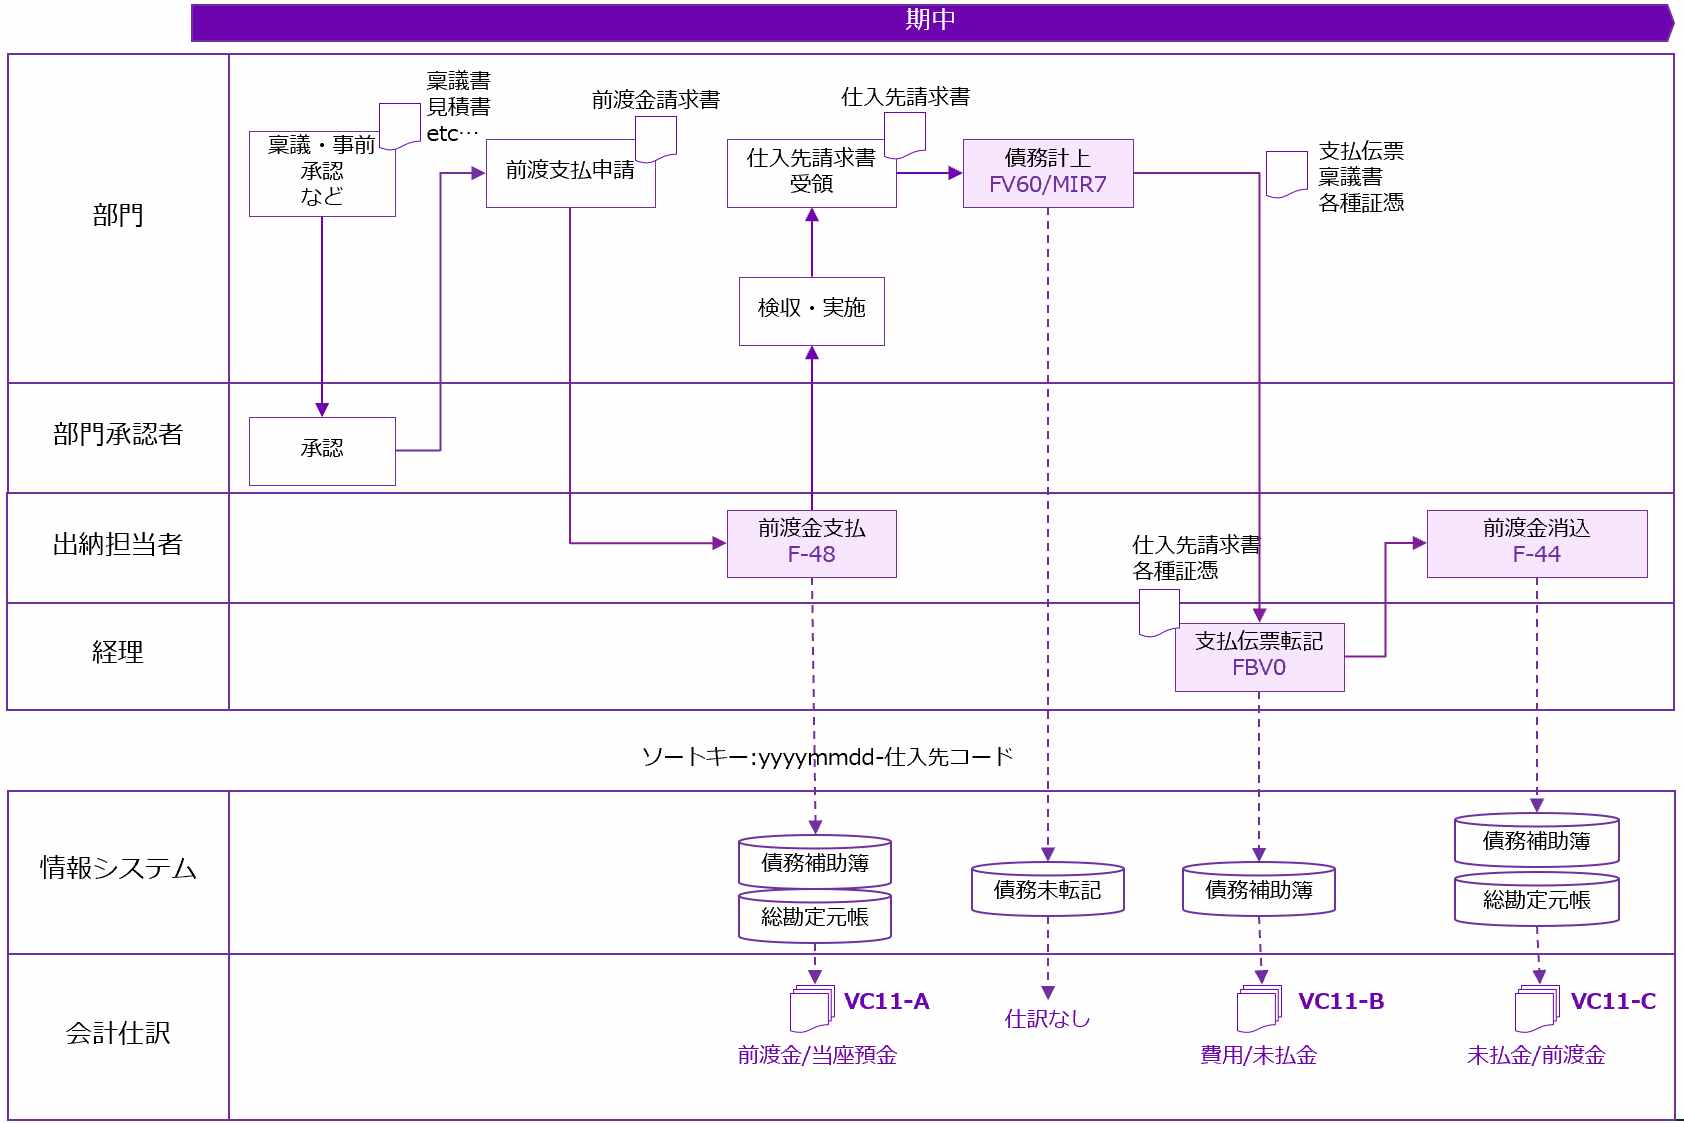 期中
部門
稟議書
見積書
etc…
稟議・事前
承認
など
前渡金請求書
前渡支払申請
仕入先請求書
仕入先請求書
受領
債務計上
FV60/MIR7
支払伝票
稟議書
各種証憑
検収・実施
部門承認者
承認
出納担当者
前渡金支払
F-48
仕入先請求書
各種証憑
前渡金消込
F-44
経理
支払伝票転記
FBV0
ソートキー:yyyymmdd-仕入先コード
情報システム
債務補助簿
総勘定元帳
債務未転記
債務補助簿
債務補助簿
総勘定元帳
会計仕訳
VC11-A
前渡金/当座預金
仕訳なし
VC11-B
費用/未払金
VC11-C
未払金/前渡金